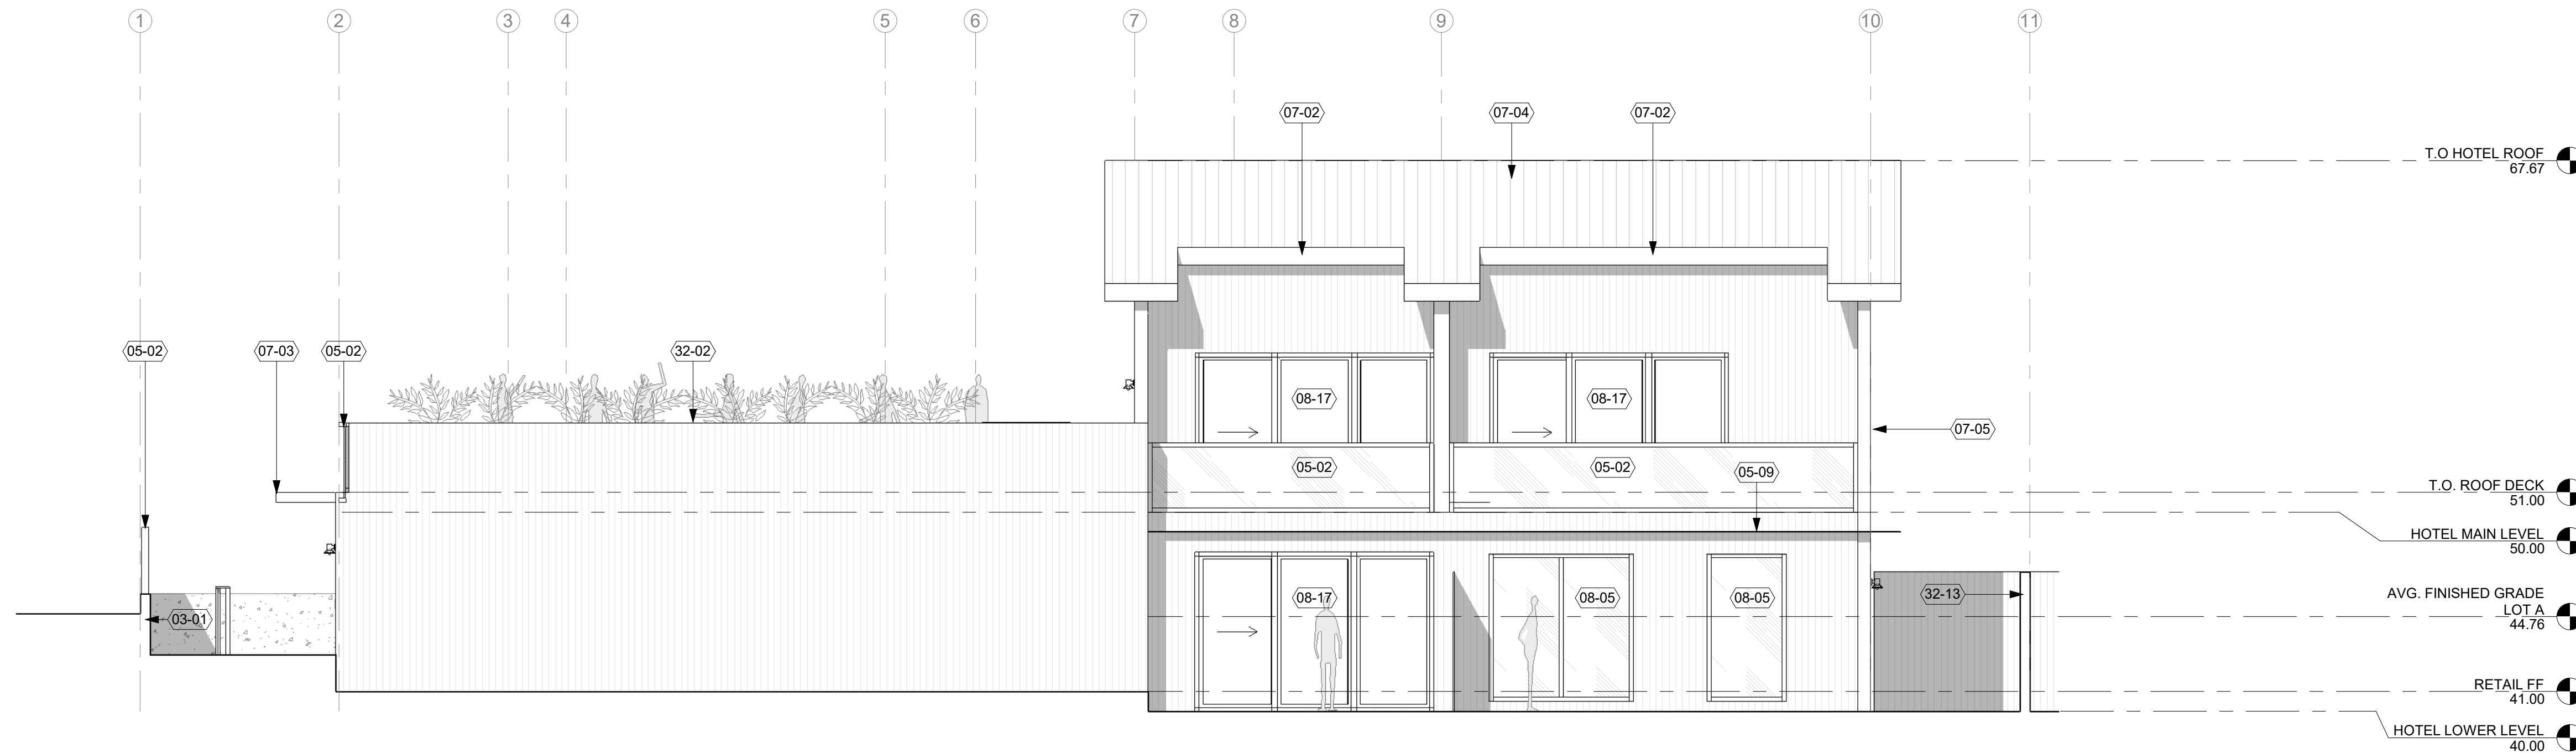 1 2 3 4 5 6 7 8 9 10 11
07-02 07-04 07-02
T.O HOTEL ROOF
67.67
05-02 07-03 05-02 32-02
08-17 08-17
07-05
05-02 05-02 05-09
T.O. ROOF DECK
51.00
HOTEL MAIN LEVEL
50.00
08-17 08-05 08-05 32-13
AVG. FINISHED GRADE
LOT A
44.76
03-01
RETAIL FF
41.00
HOTEL LOWER LEVEL
40.00